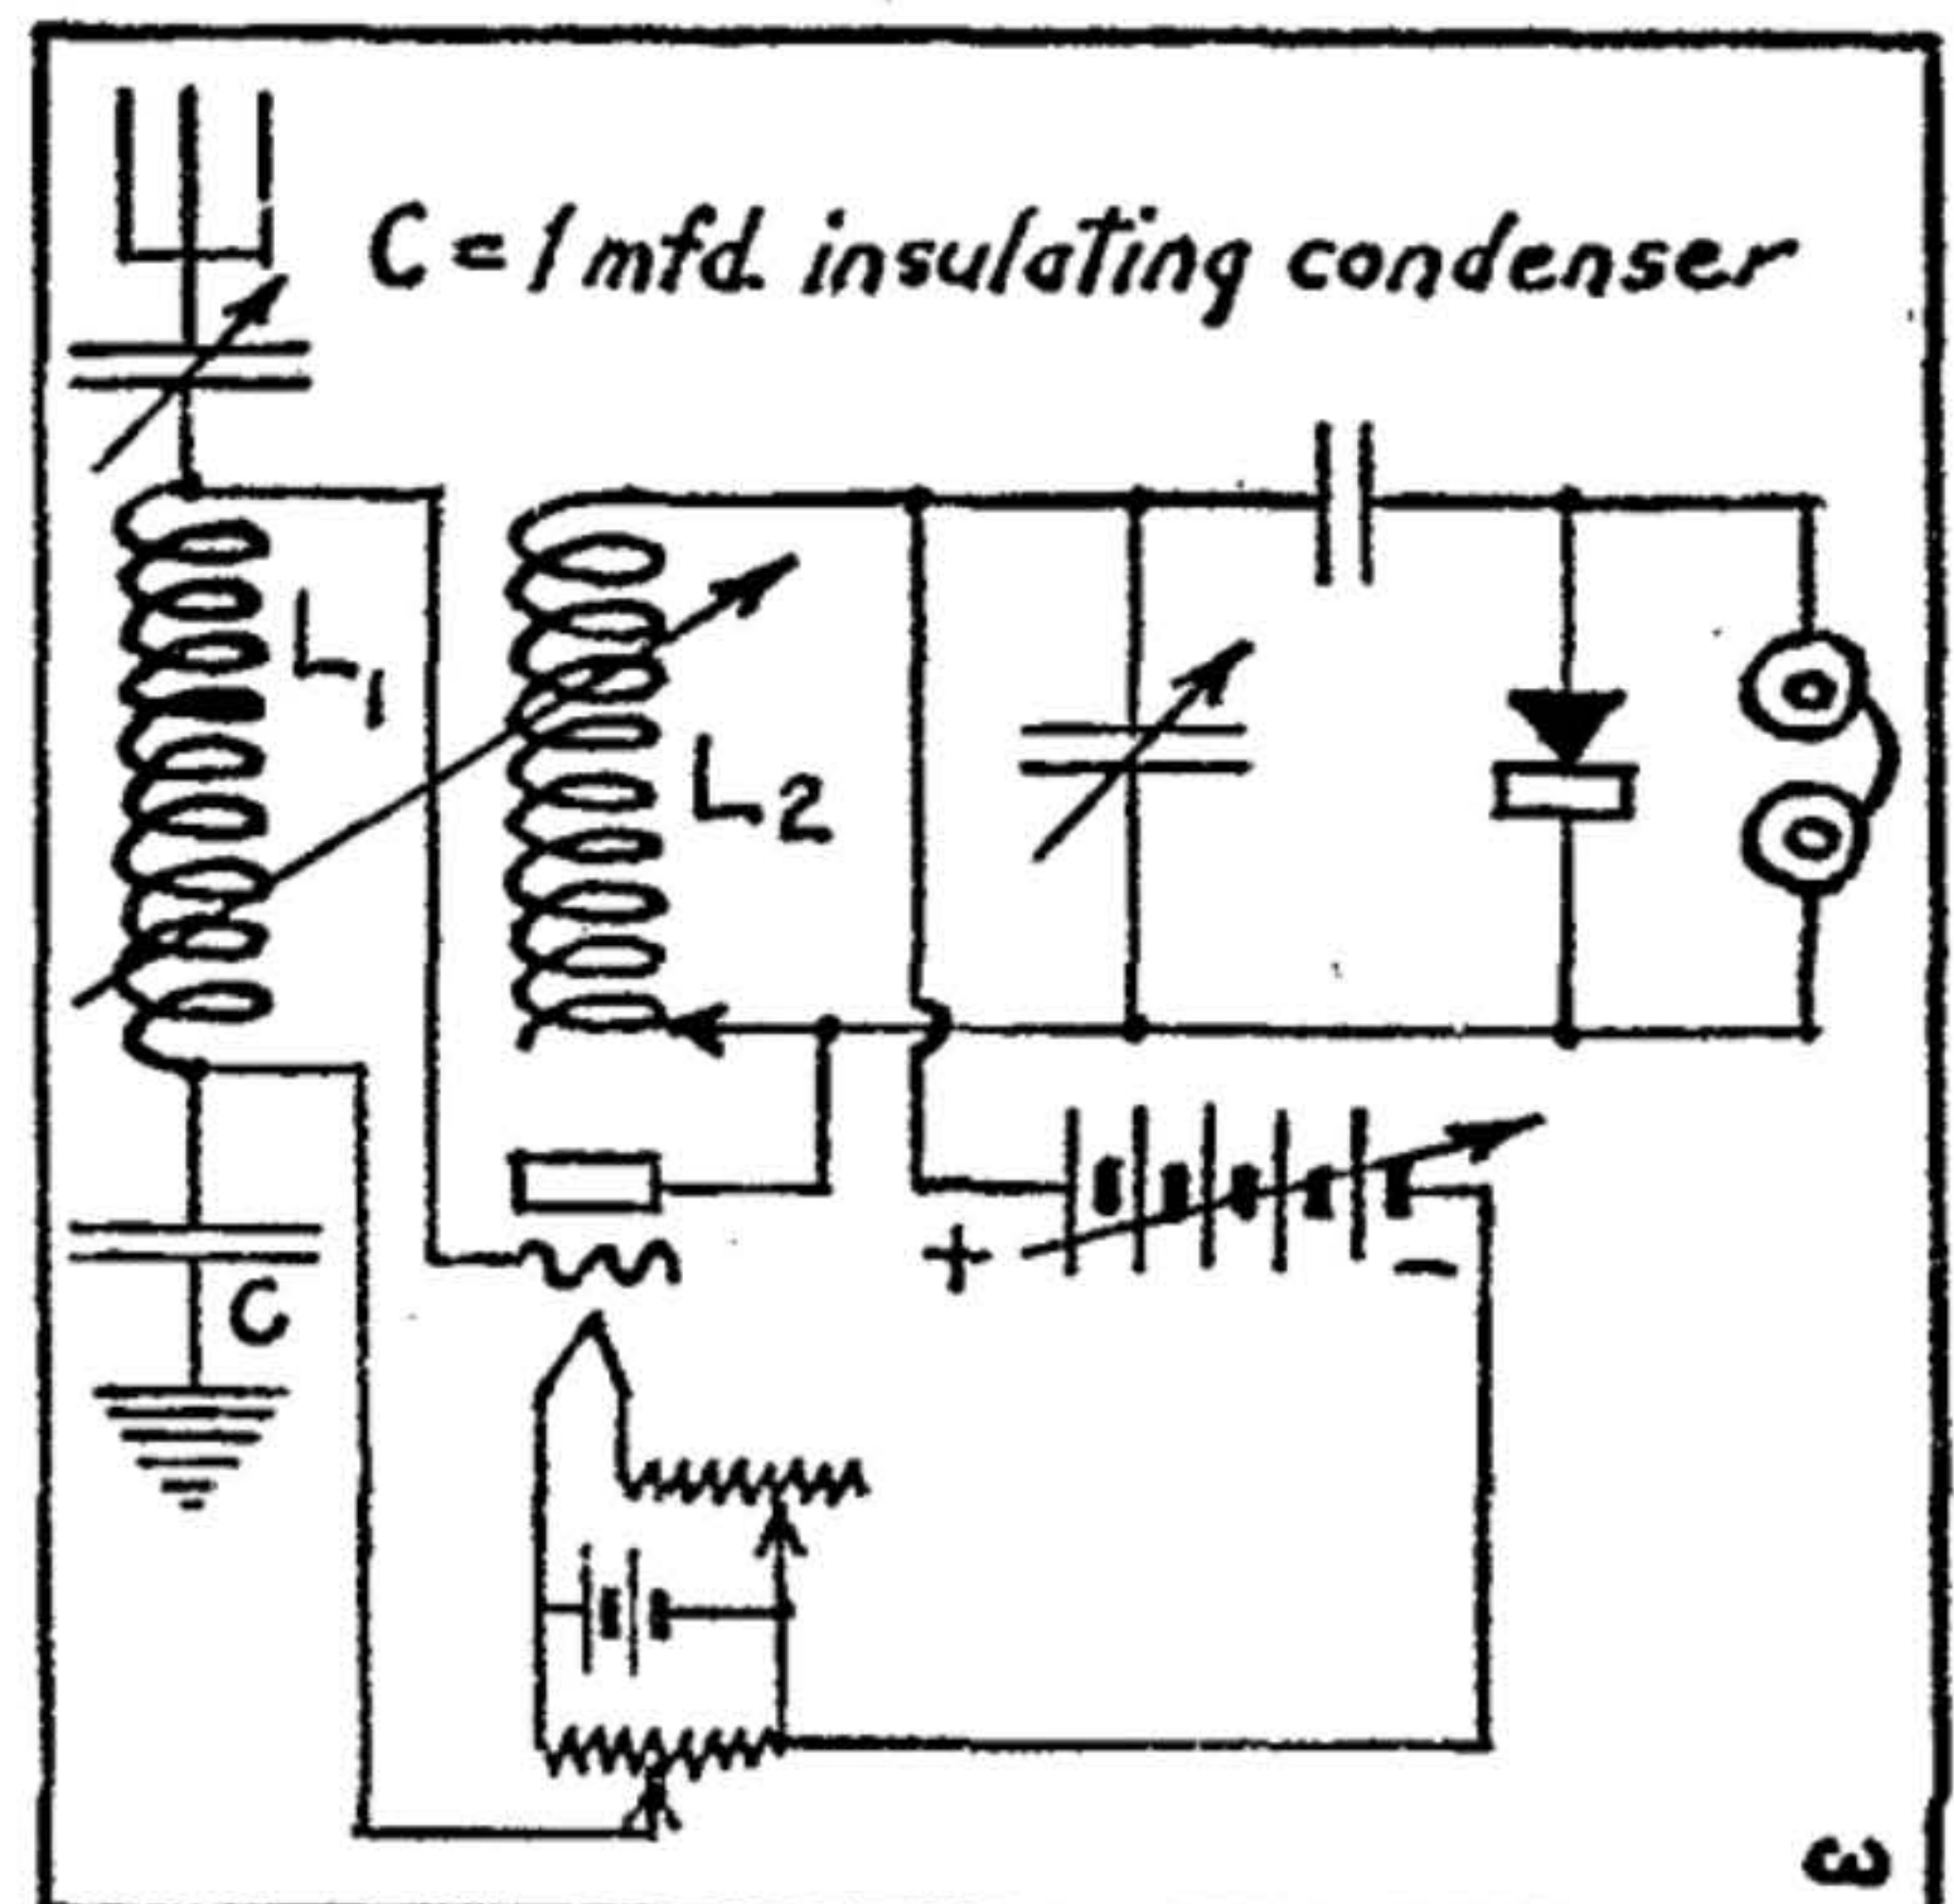 C = 1 mfd. insulating condenser
L1
L2
+
−
C
3